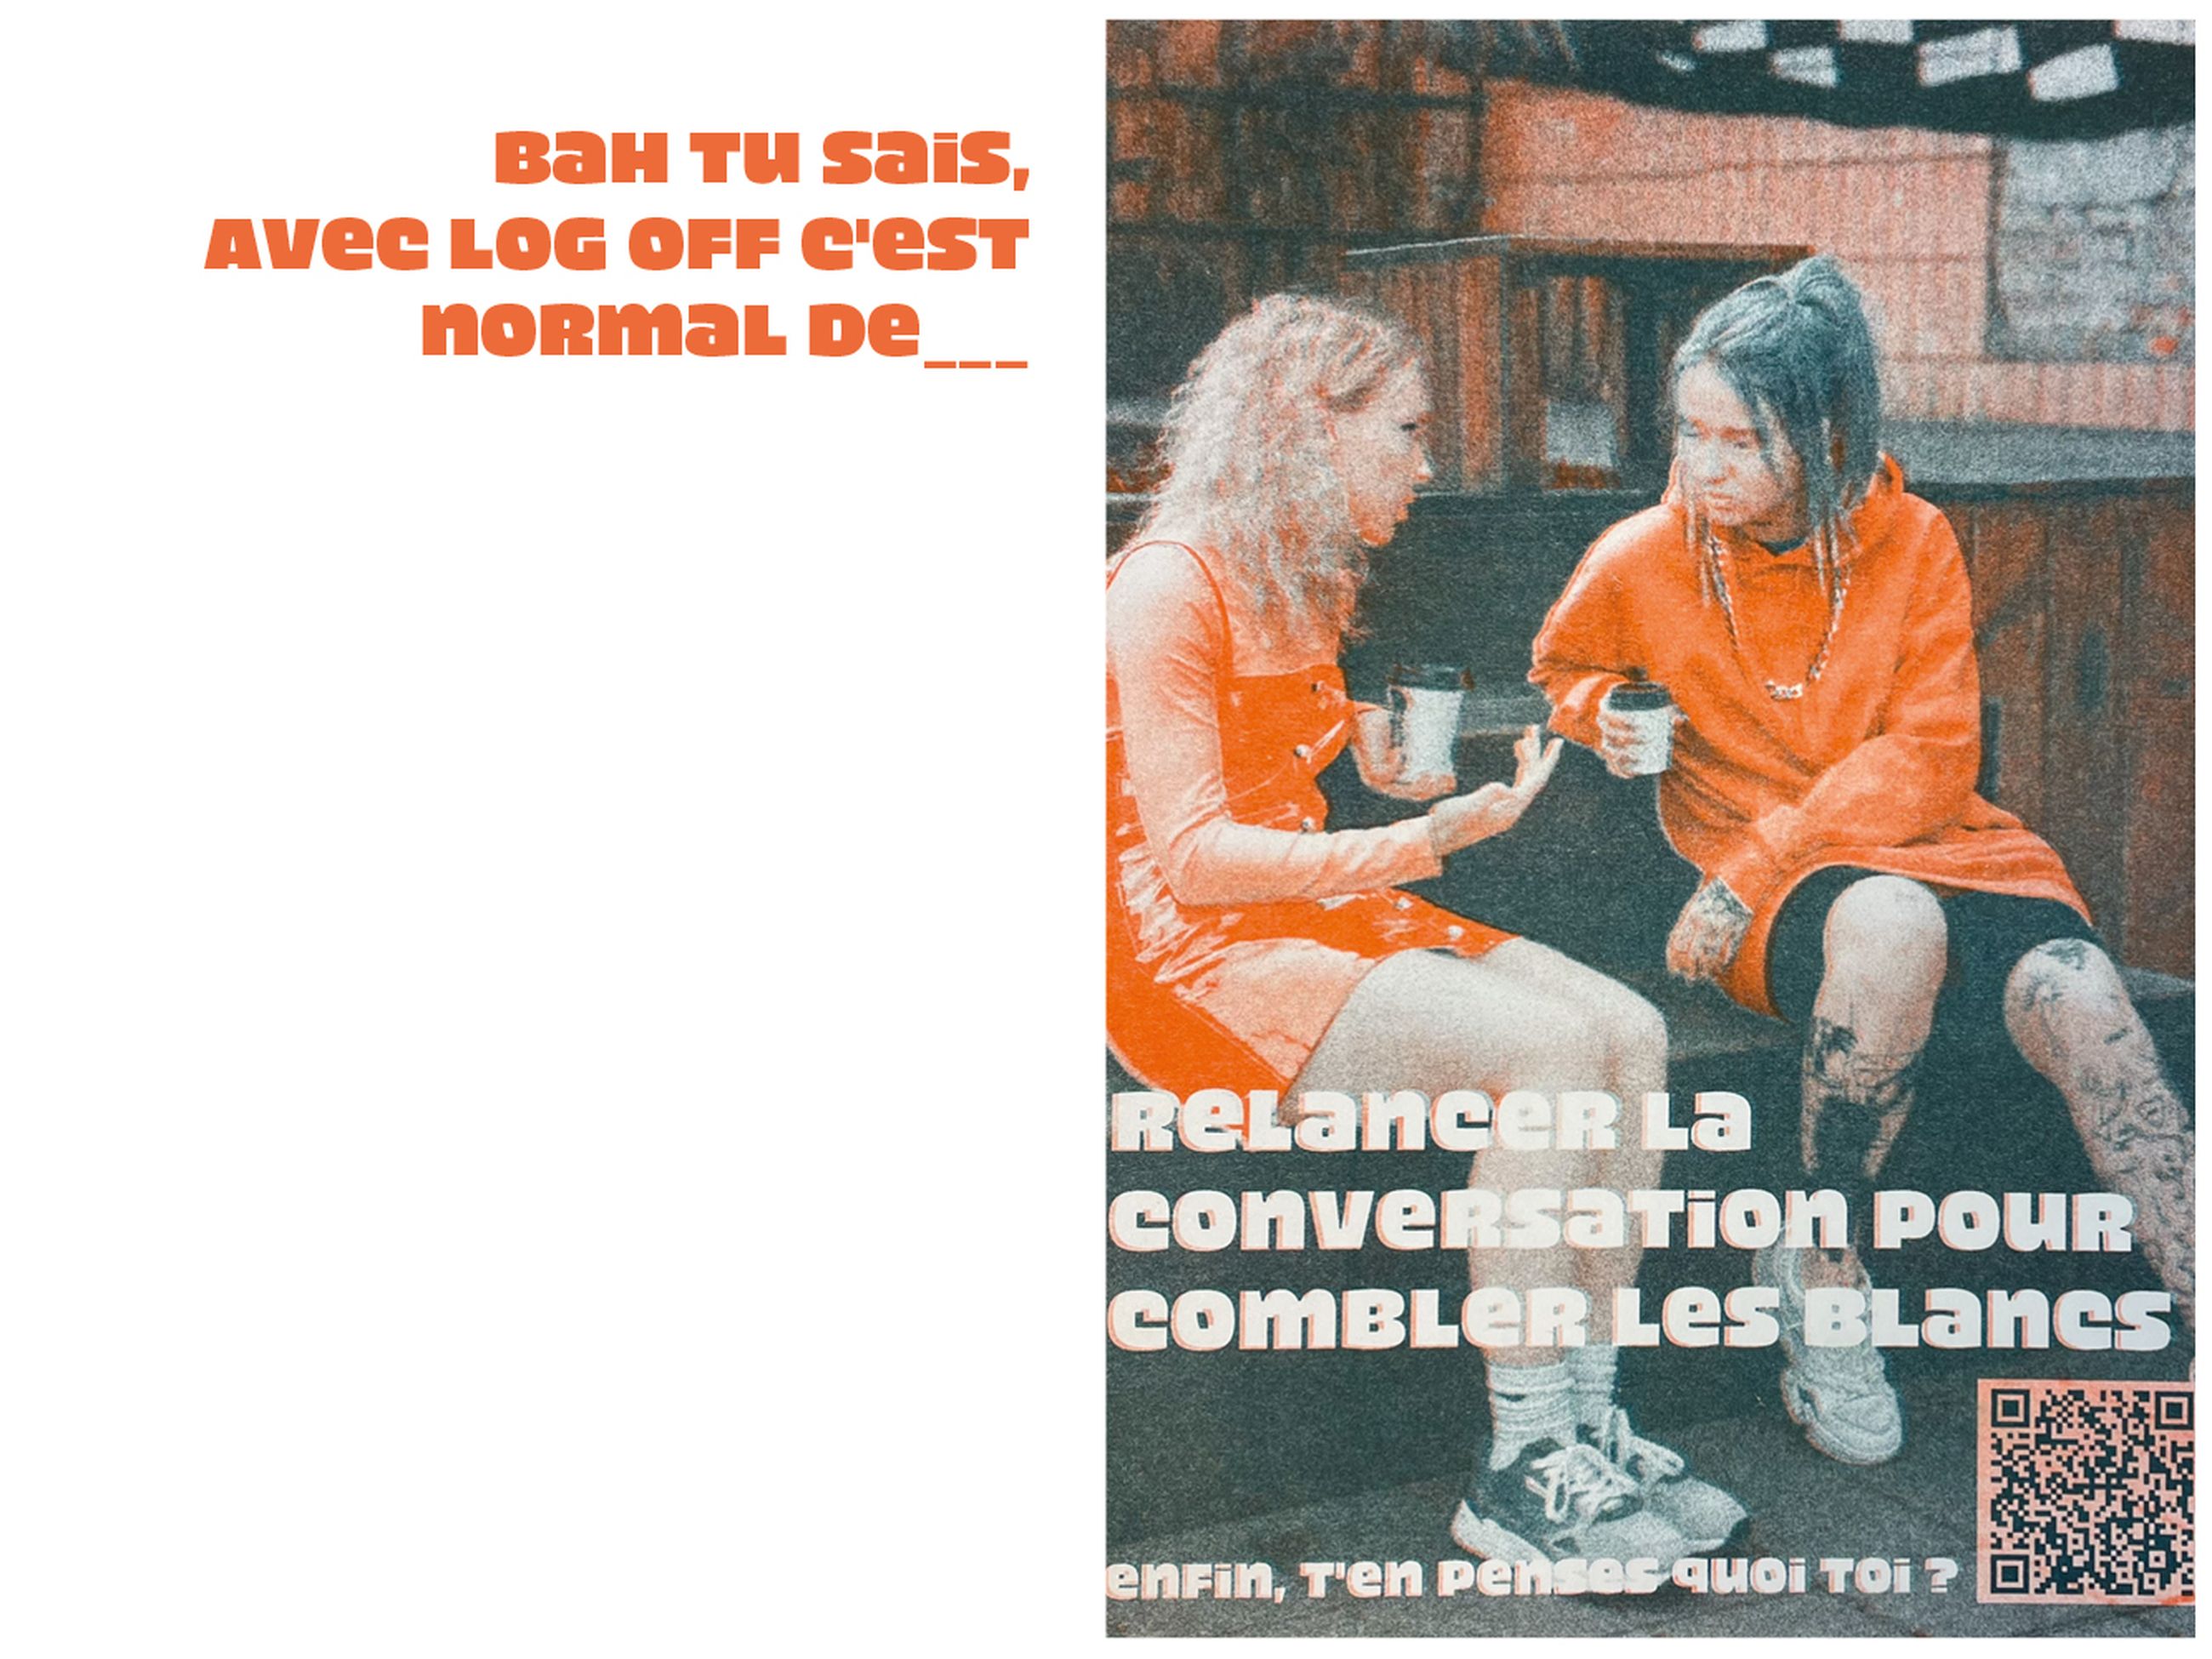 Bah tu sais,
avec Log Off c'est
normal de___
Relancer la
conversation pour
combler les blancs
enfin, t'en penses quoi toi ?